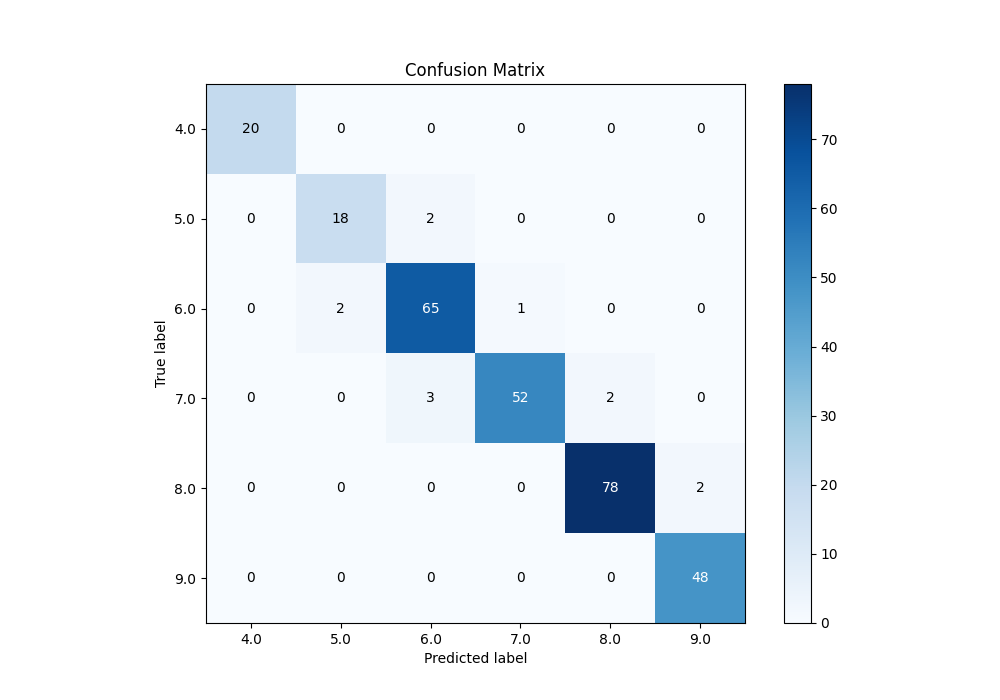 Confusion Matrix
4.0 20 0 0 0 0 0
5.0 0 18 2 0 0 0
6.0 0 2 65 1 0 0
7.0 0 0 3 52 2 0
8.0 0 0 0 0 78 2
9.0 0 0 0 0 0 48
4.0 5.0 6.0 7.0 8.0 9.0
Predicted label
True label
70
60
50
40
30
20
10
0